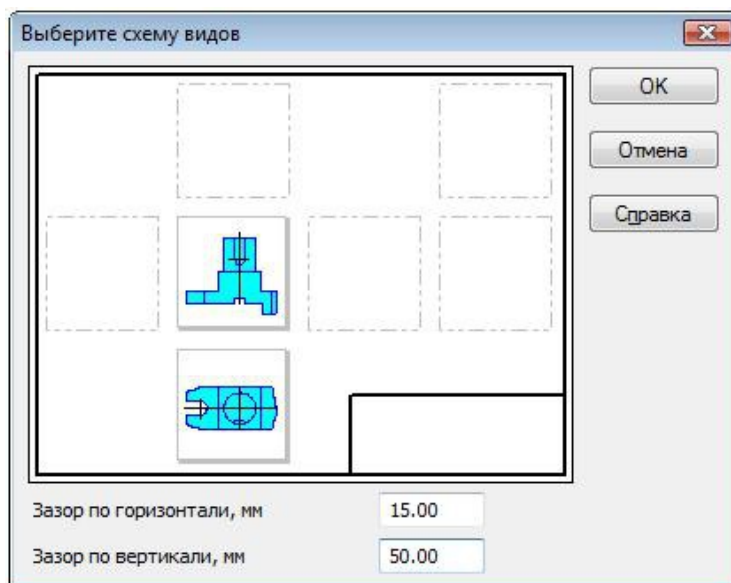 Выберите схему видов
OK
Отмена
Справка
Зазор по горизонтали, мм 15.00
Зазор по вертикали, мм 50.00